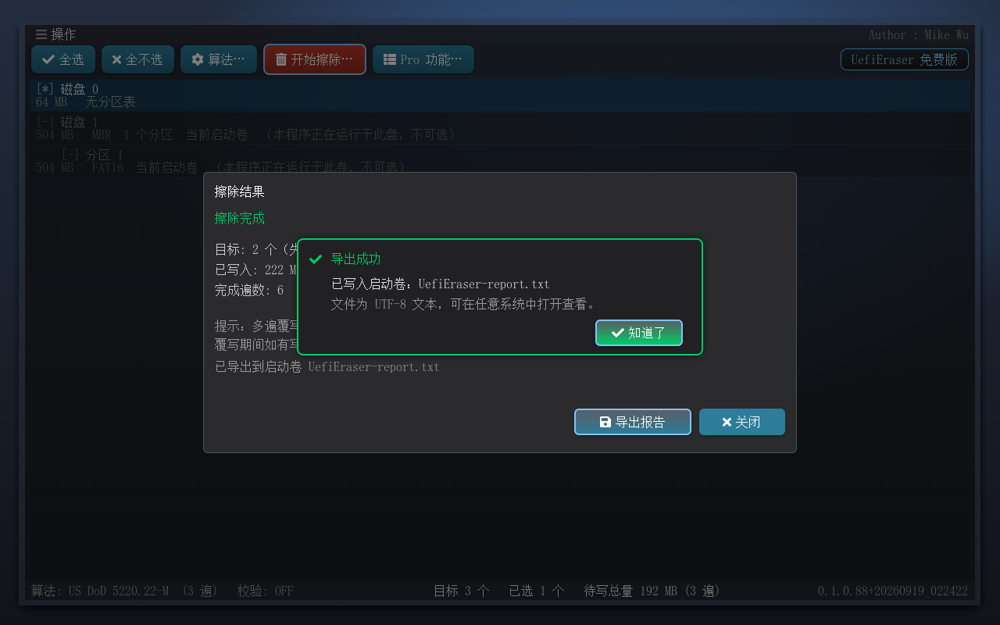 操作
Author : Mike Wu
全选
全不选
算法…
开始擦除…
Pro 功能…
UefiEraser 免费版
[*] 磁盘 0
64 MB 无分区表
[-] 磁盘 1
504 MB MBR 1 个分区 当前启动卷 （本程序正在运行于此盘，不可选）
[-] 分区 1
504 MB FAT16 当前启动卷 （本程序正在运行于此卷，不可选）
擦除结果
擦除完成
目标: 2 个（失
已写入: 222 M
完成遍数: 6
提示: 多遍覆写
覆写期间如有写
已导出到启动卷 UefiEraser-report.txt
导出成功
已写入启动卷: UefiEraser-report.txt
文件为 UTF-8 文本，可在任意系统中打开查看。
知道了
导出报告
关闭
算法: US DoD 5220.22-M （3 遍） 校验: OFF
目标 3 个 已选 1 个 待写总量 192 MB（3 遍）
0.1.0.88+20260919_022422